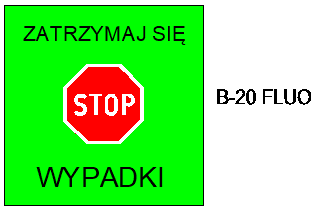 ZATRZYMAJ SIĘ
STOP
B-20 FLUO
WYPADKI